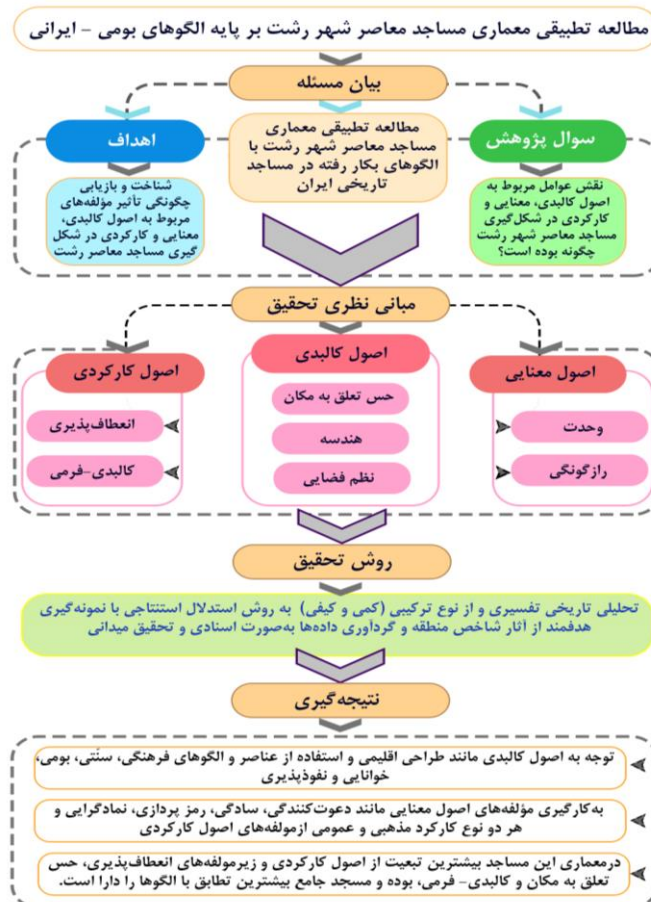 مطالعه تطبیقی معماری مساجد معاصر شهر رشت بر پایه الگوهای بومی – ایرانی
بیان مسئله
سوال پژوهش
نقش عوامل مربوط به
اصول کالبدی، معنایی و
کارکردی در شکل‌گیری
مساجد معاصر شهر رشت
چگونه بوده است؟
مطالعه تطبیقی معماری
مساجد معاصر شهر رشت با
الگوهای بکار رفته در مساجد
تاریخی ایران
اهداف
شناخت و بازیابی
چگونگی تأثیر مؤلفه‌های
مربوط به اصول کالبدی،
معنایی و کارکردی در شکل
گیری مساجد معاصر رشت
مبانی نظری تحقیق
اصول معنایی
وحدت
رازگونگی
اصول کالبدی
حس تعلق به مکان
هندسه
نظم فضایی
اصول کارکردی
انعطاف‌پذیری
کالبدی-فرمی
روش تحقیق
تحلیلی تاریخی تفسیری و از نوع ترکیبی (کمی و کیفی) به روش استدلال استنتاجی با نمونه‌گیری
هدفمند از آثار شاخص منطقه و گردآوری داده‌ها به‌صورت اسنادی و تحقیق میدانی
نتیجه‌گیری
توجه به اصول کالبدی مانند طراحی اقلیمی و استفاده از عناصر و الگوهای فرهنگی، سنّتی، بومی،
خوانایی و نفوذپذیری
به‌کارگیری مؤلفه‌های اصول معنایی مانند دعوت‌کنندگی، سادگی، رمز پردازی، نمادگرایی و
هر دو نوع کارکرد مذهبی و عمومی ازمولفه‌های اصول کارکردی
درمعماری این مساجد بیشترین تبعیت از اصول کارکردی و زیرمولفه‌های انعطاف‌پذیری، حس
تعلق به مکان و کالبدی- فرمی، بوده و مسجد جامع بیشترین تطابق با الگوها را دارا است.